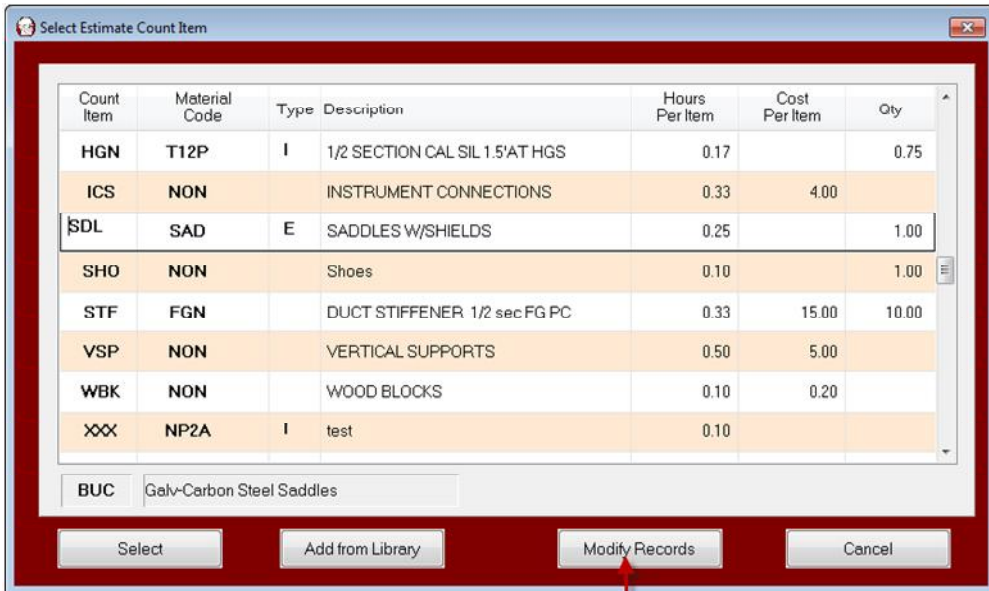 Select Estimate Count Item
Count Item Material Code Type Description Hours Per Item Cost Per Item Qty
HGN T12P I 1/2 SECTION CAL SIL 1.5'AT HGS 0.17 0.75
ICS NON INSTRUMENT CONNECTIONS 0.33 4.00
SDL SAD E SADDLES W/SHIELDS 0.25 1.00
SHO NON Shoes 0.10 1.00
STF FGN DUCT STIFFENER 1/2 sec FG PC 0.33 15.00 10.00
VSP NON VERTICAL SUPPORTS 0.50 5.00
WBK NON WOOD BLOCKS 0.10 0.20
XXX NP2A I test 0.10
BUC Galv-Carbon Steel Saddles
Select Add from Library Modify Records Cancel